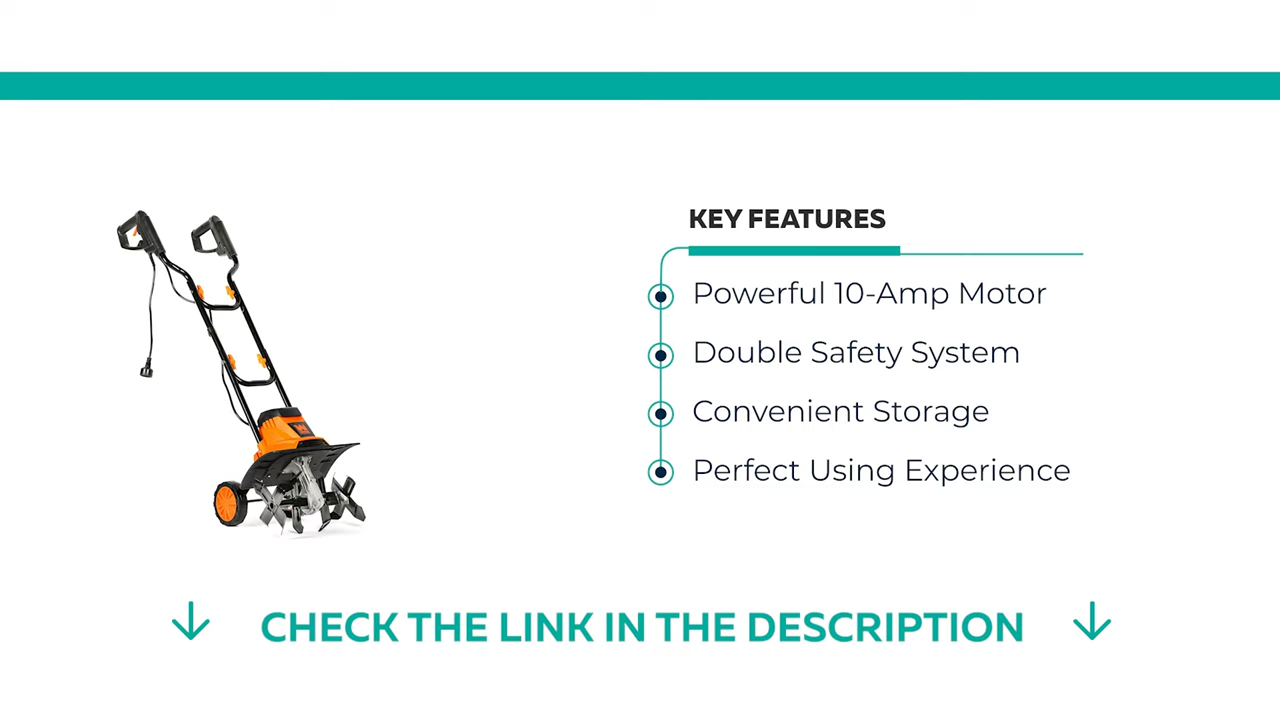 KEY FEATURES
Powerful 10-Amp Motor
Double Safety System
Convenient Storage
Perfect Using Experience
CHECK THE LINK IN THE DESCRIPTION